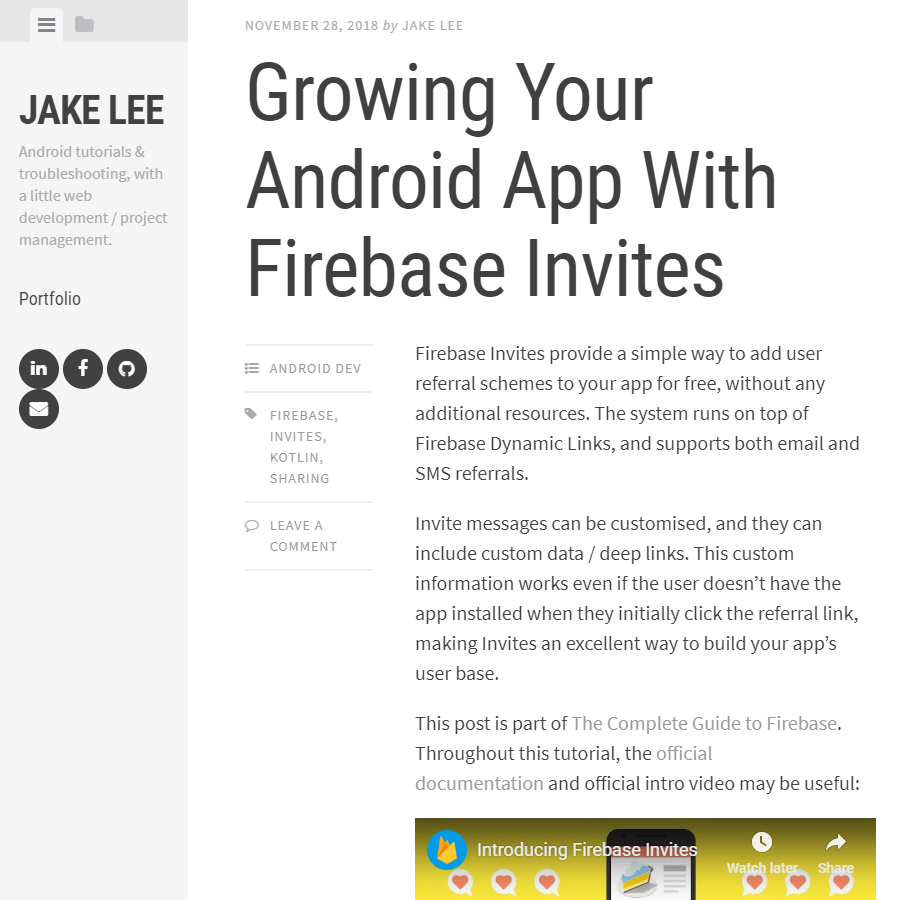 NOVEMBER 28, 2018 by JAKE LEE
Growing Your
Android App With
Firebase Invites
JAKE LEE
Android tutorials &
troubleshooting, with
a little web
development / project
management.
Portfolio
in
ANDROID DEV
FIREBASE,
INVITES,
KOTLIN,
SHARING
LEAVE A
COMMENT
Firebase Invites provide a simple way to add user
referral schemes to your app for free, without any
additional resources. The system runs on top of
Firebase Dynamic Links, and supports both email and
SMS referrals.
Invite messages can be customised, and they can
include custom data / deep links. This custom
information works even if the user doesn’t have the
app installed when they initially click the referral link,
making Invites an excellent way to build your app’s
user base.
This post is part of The Complete Guide to Firebase.
Throughout this tutorial, the official
documentation and official intro video may be useful:
Introducing Firebase Invites
Watch later
Share